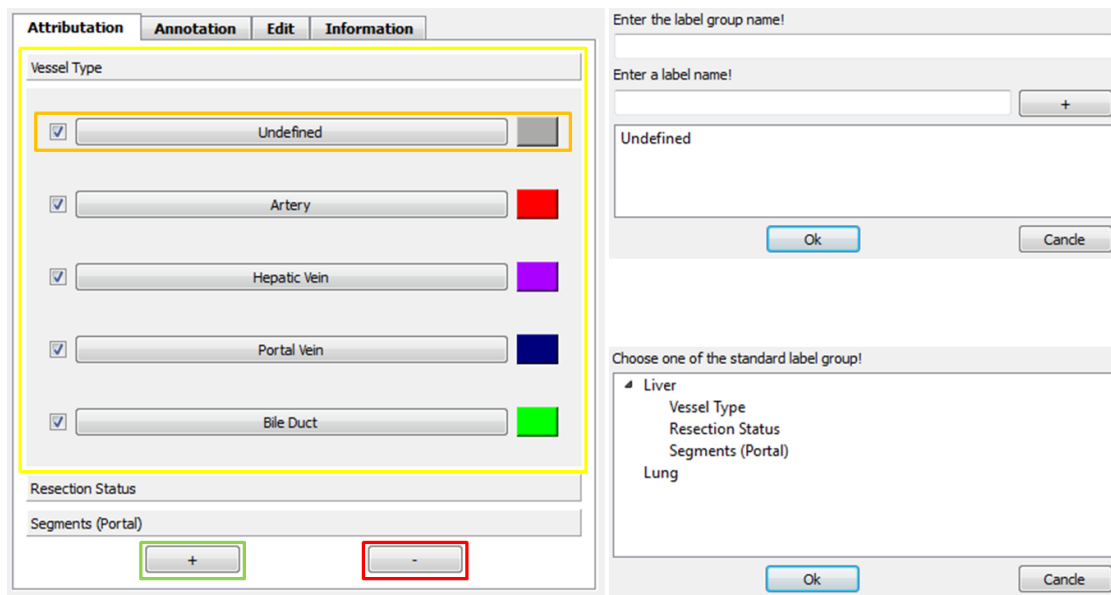 Attributation Annotation Edit Information
Vessel Type
Undefined
Artery
Hepatic Vein
Portal Vein
Bile Duct
Resection Status
Segments (Portal)
+ -
Enter the label group name!
Enter a label name!
+
Undefined
Ok Cancle
Choose one of the standard label group!
Liver
Vessel Type
Resection Status
Segments (Portal)
Lung
Ok Cancle